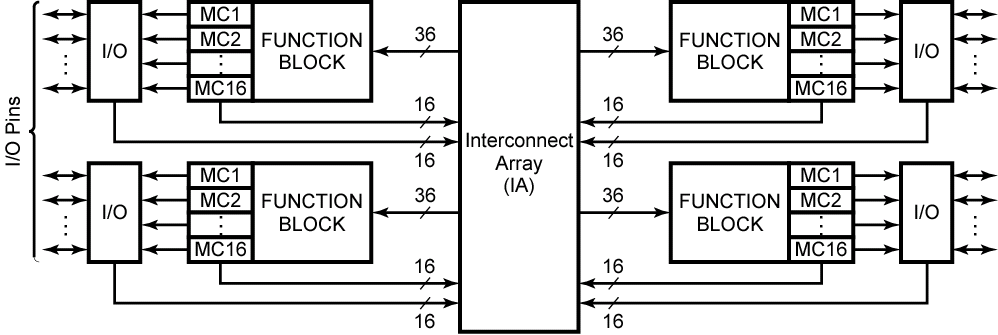 I/O Pins
I/O
MC1
MC2
⋮
MC16
FUNCTION
BLOCK
36
16
16
I/O
MC1
MC2
⋮
MC16
FUNCTION
BLOCK
36
16
16
Interconnect
Array
(IA)
36
FUNCTION
BLOCK
MC1
MC2
⋮
MC16
I/O
16
16
36
FUNCTION
BLOCK
MC1
MC2
⋮
MC16
I/O
16
16